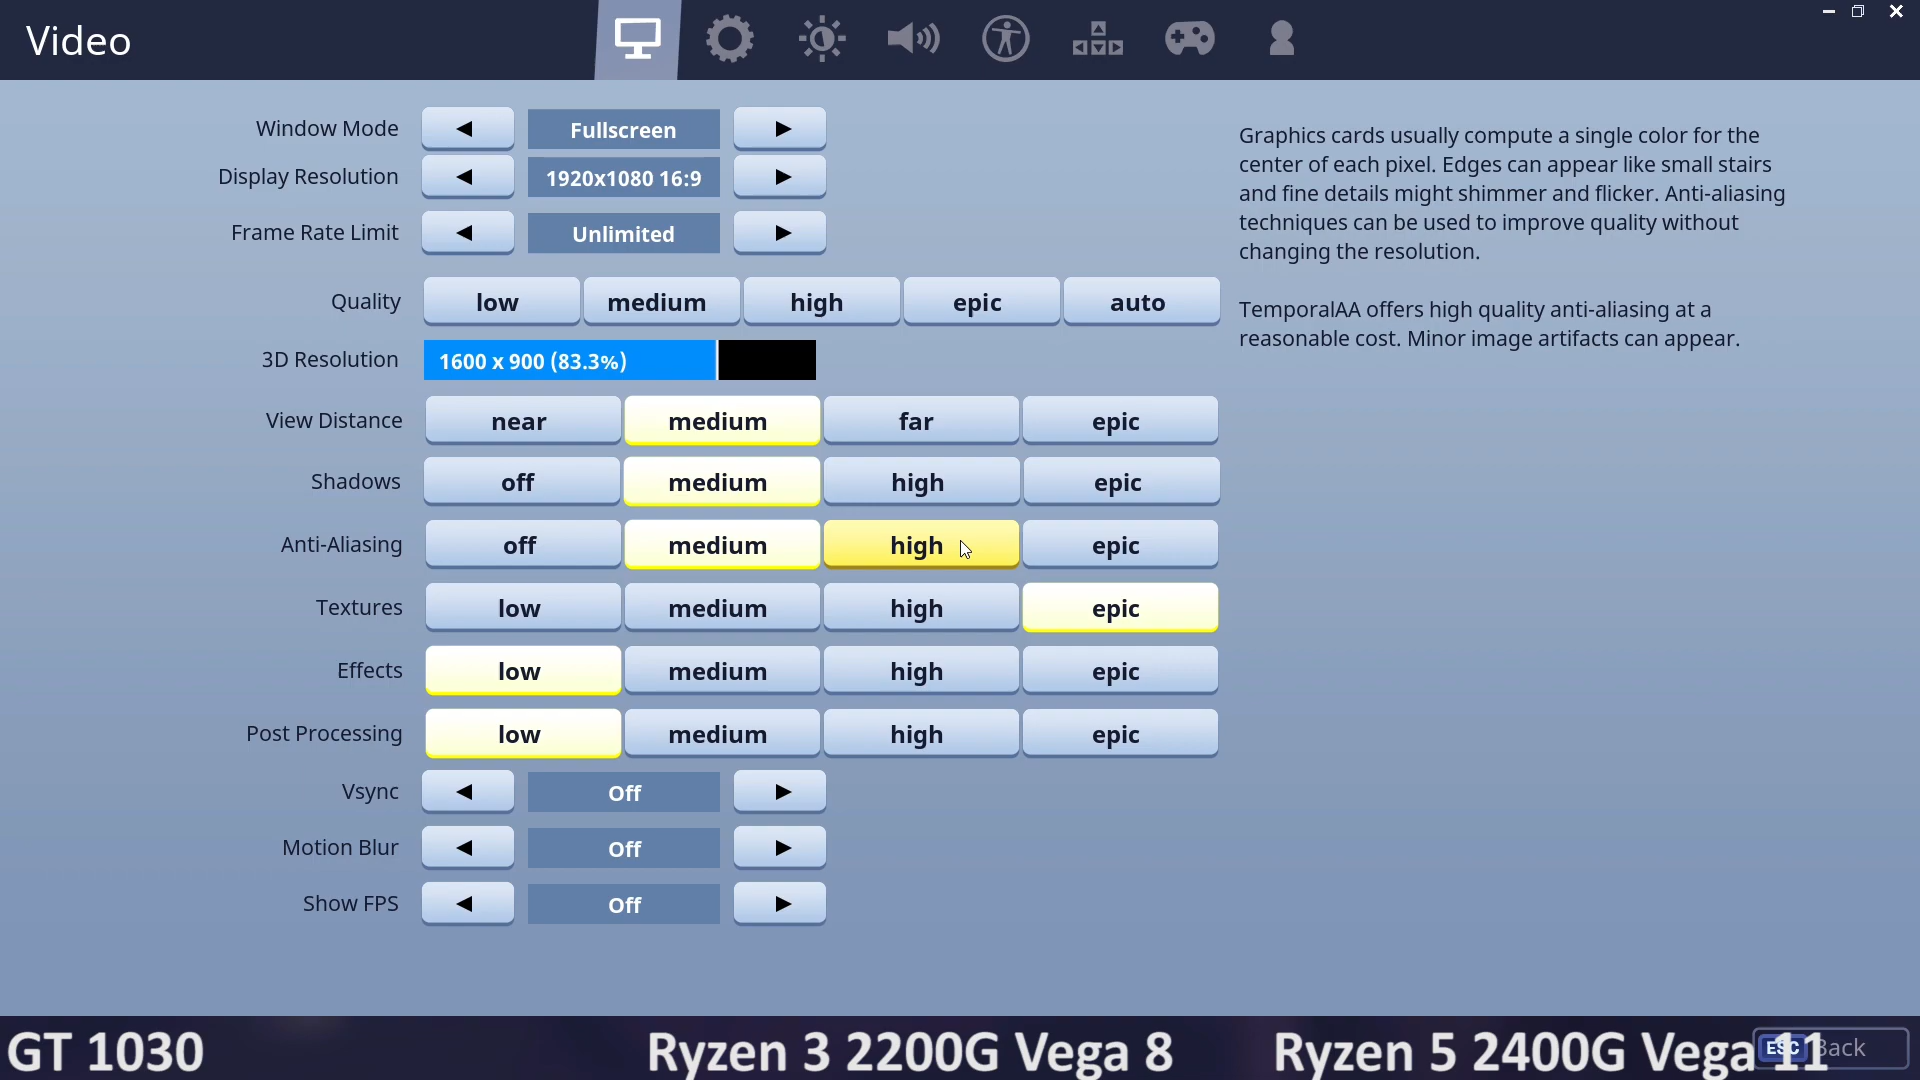 Video
Window Mode
Fullscreen
Display Resolution
1920x1080 16:9
Frame Rate Limit
Unlimited
Quality
low medium high epic auto
3D Resolution
1600 x 900 (83.3%)
View Distance
near medium far epic
Shadows
off medium high epic
Anti-Aliasing
off medium high epic
Textures
low medium high epic
Effects
low medium high epic
Post Processing
low medium high epic
Vsync
Off
Motion Blur
Off
Show FPS
Off
Graphics cards usually compute a single color for the
center of each pixel. Edges can appear like small stairs
and fine details might shimmer and flicker. Anti-aliasing
techniques can be used to improve quality without
changing the resolution.
TemporalAA offers high quality anti-aliasing at a
reasonable cost. Minor image artifacts can appear.
GT 1030
Ryzen 3 2200G Vega 8
Ryzen 5 2400G Vega 11
ESC Back